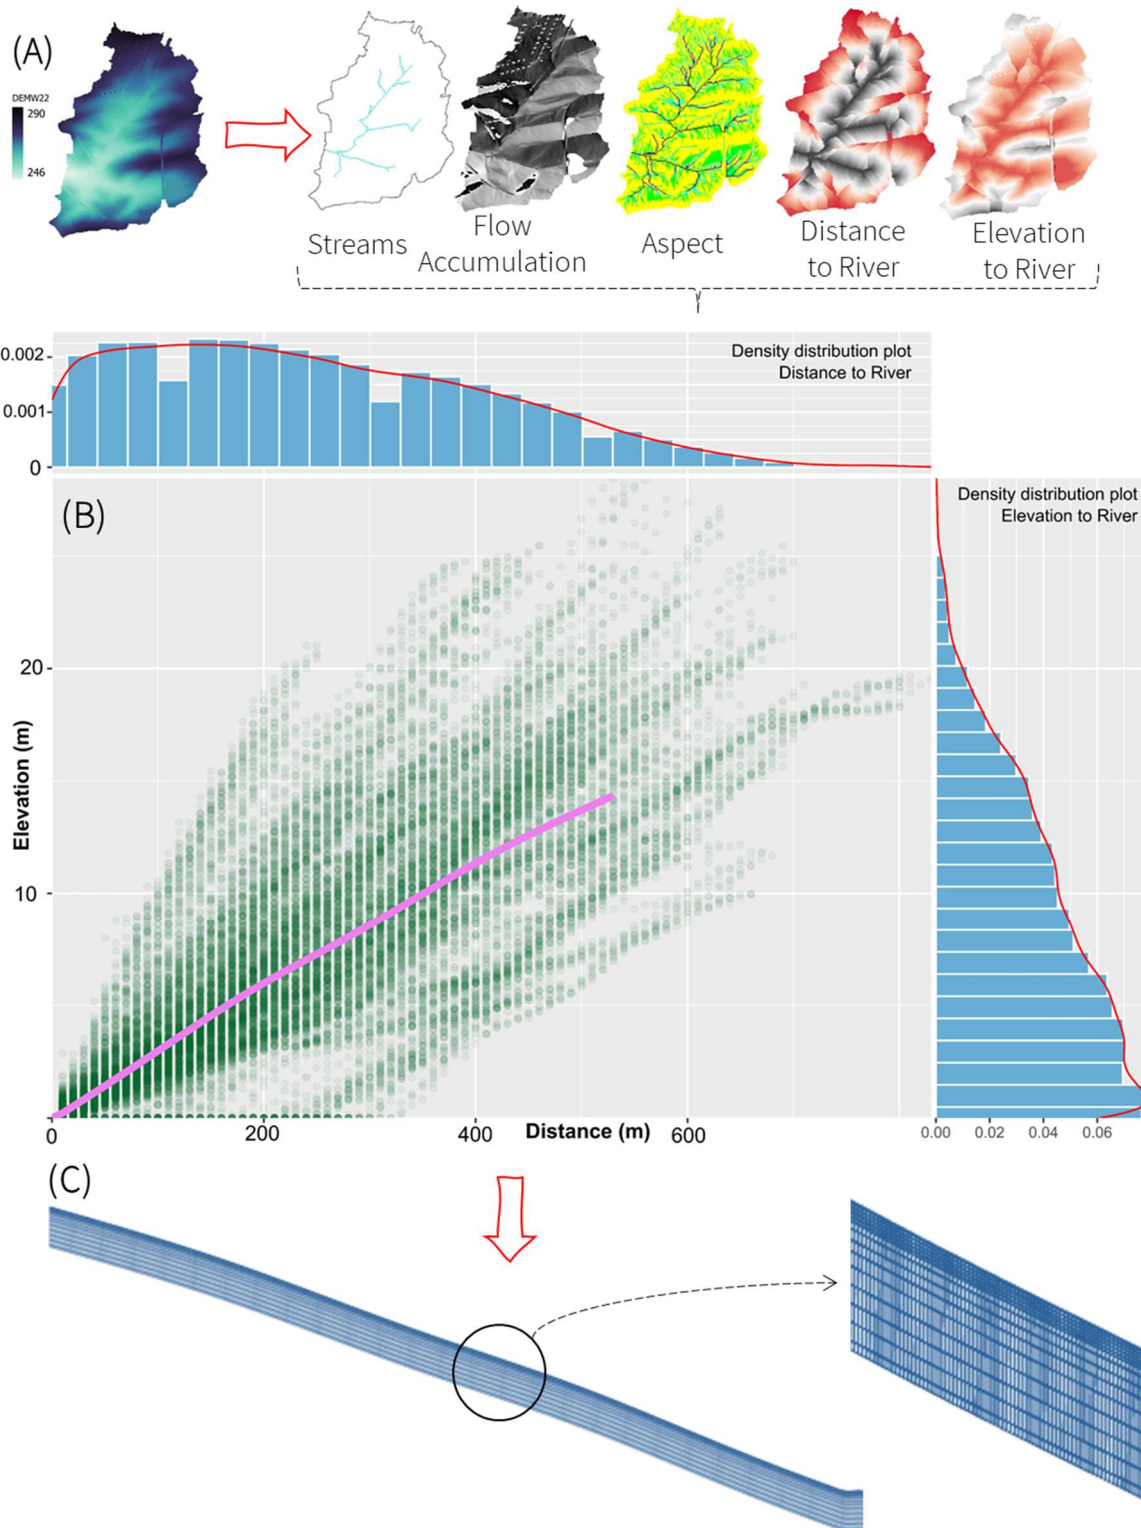 (A)
DEMW22
290
246
Streams
Flow
Accumulation
Aspect
Distance
to River
Elevation
to River
0.002
0.001
0
Density distribution plot
Distance to River
(B)
Density distribution plot
Elevation to River
20
10
0
Elevation (m)
0
200
400
Distance (m)
600
0.00
0.02
0.04
0.06
(C)